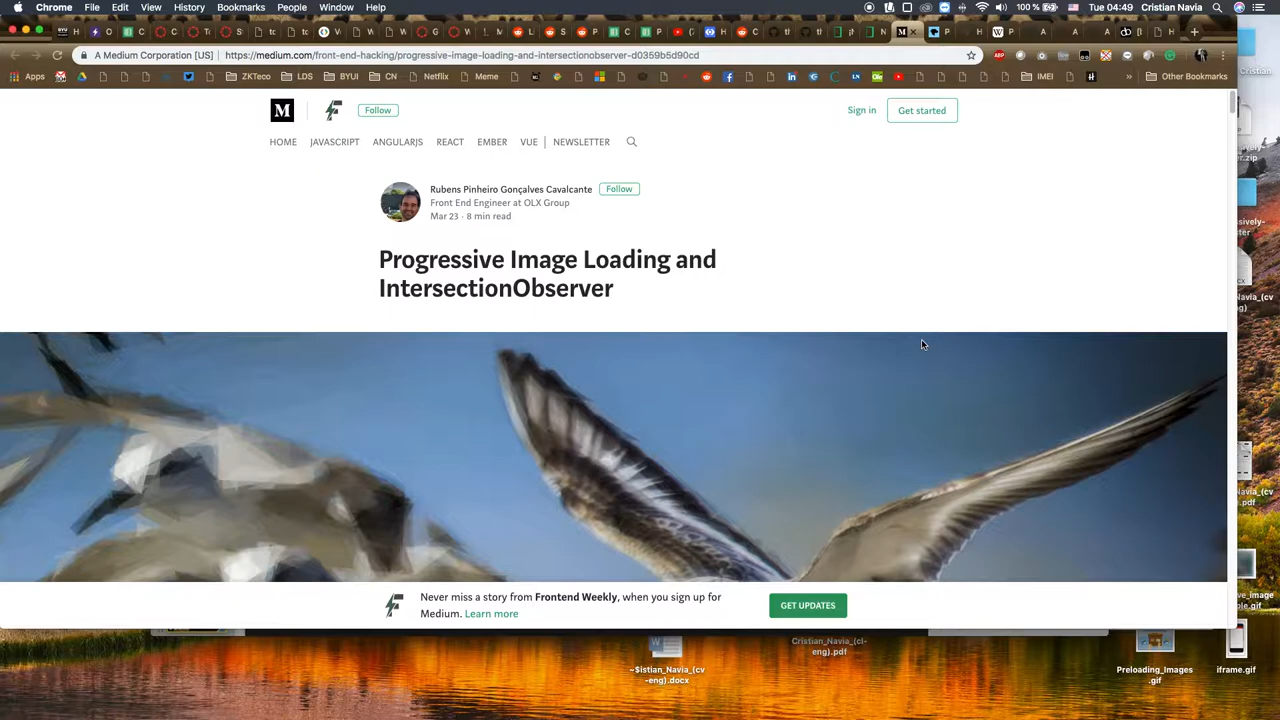 Chrome File Edit View History Bookmarks People Window Help
100 % Tue 04:49 Cristian Navia
A Medium Corporation [US] https://medium.com/front-end-hacking/progressive-image-loading-and-intersectionobserver-d0359b5d90cd
Apps ZKTeco LDS BYUI CN Netflix Meme IMEI » Other Bookmarks
M Follow Sign in Get started
HOME JAVASCRIPT ANGULARJS REACT EMBER VUE NEWSLETTER
Rubens Pinheiro Gonçalves Cavalcante Follow
Front End Engineer at OLX Group
Mar 23 · 8 min read
Progressive Image Loading and
IntersectionObserver
Never miss a story from Frontend Weekly, when you sign up for
Medium. Learn more
GET UPDATES
Cristian_Navia_(cl-
eng).pdf
~$istian_Navia_(cv
-eng).docx
Preloading_Images
.gif
iframe.gif